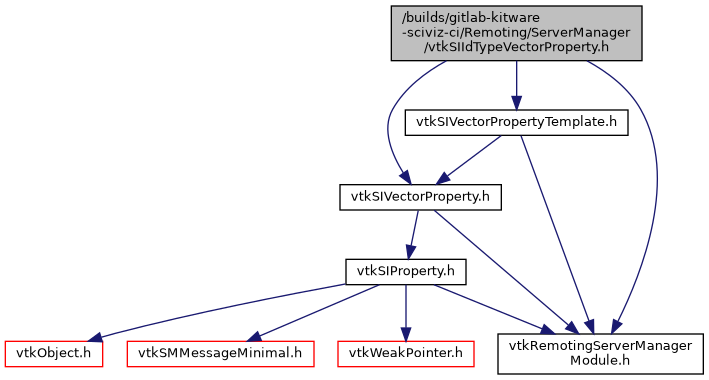 /builds/gitlab-kitware
-sciviz-ci/Remoting/ServerManager
/vtkSIIdTypeVectorProperty.h
vtkSIVectorPropertyTemplate.h
vtkSIVectorProperty.h
vtkSIProperty.h
vtkObject.h
vtkSMMessageMinimal.h
vtkWeakPointer.h
vtkRemotingServerManager
Module.h